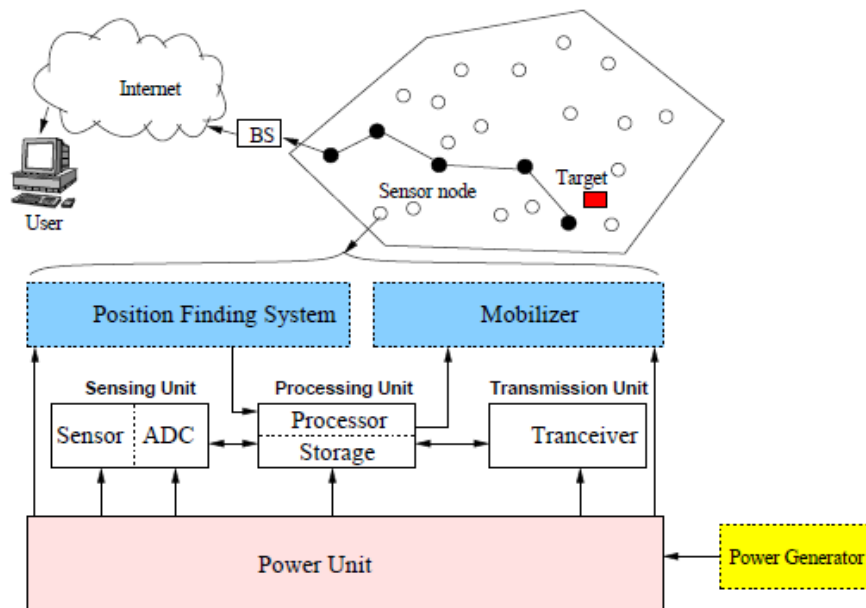 Internet
BS
Target
Sensor node
User
Position Finding System
Mobilizer
Sensing Unit
Processing Unit
Transmission Unit
Sensor
ADC
Processor
Storage
Tranceiver
Power Unit
Power Generator